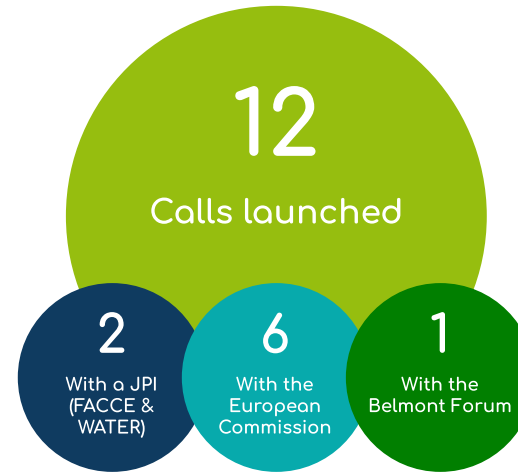 12
Calls launched
2
With a JPI
(FACCE &
WATER)
6
With the
European
Commission
1
With the
Belmont Forum